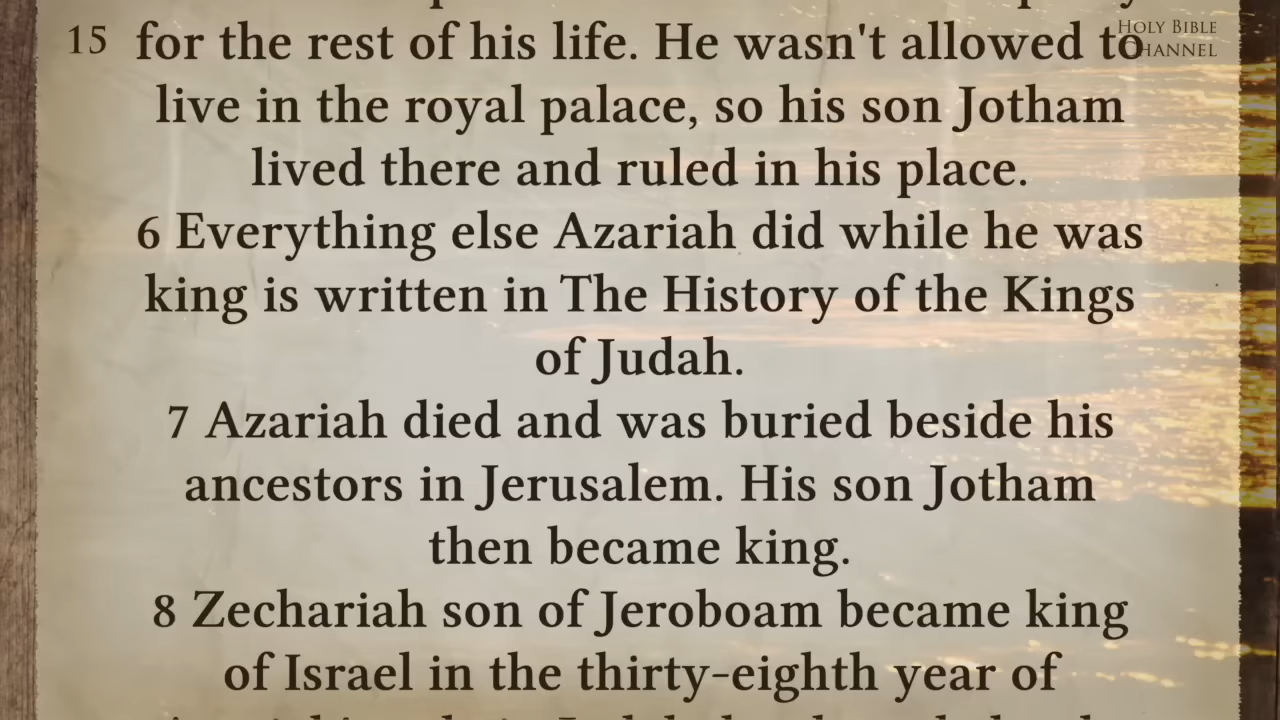 HOLY BIBLE
CHANNEL
15
for the rest of his life. He wasn't allowed to
live in the royal palace, so his son Jotham
lived there and ruled in his place.
6 Everything else Azariah did while he was
king is written in The History of the Kings
of Judah.
7 Azariah died and was buried beside his
ancestors in Jerusalem. His son Jotham
then became king.
8 Zechariah son of Jeroboam became king
of Israel in the thirty-eighth year of